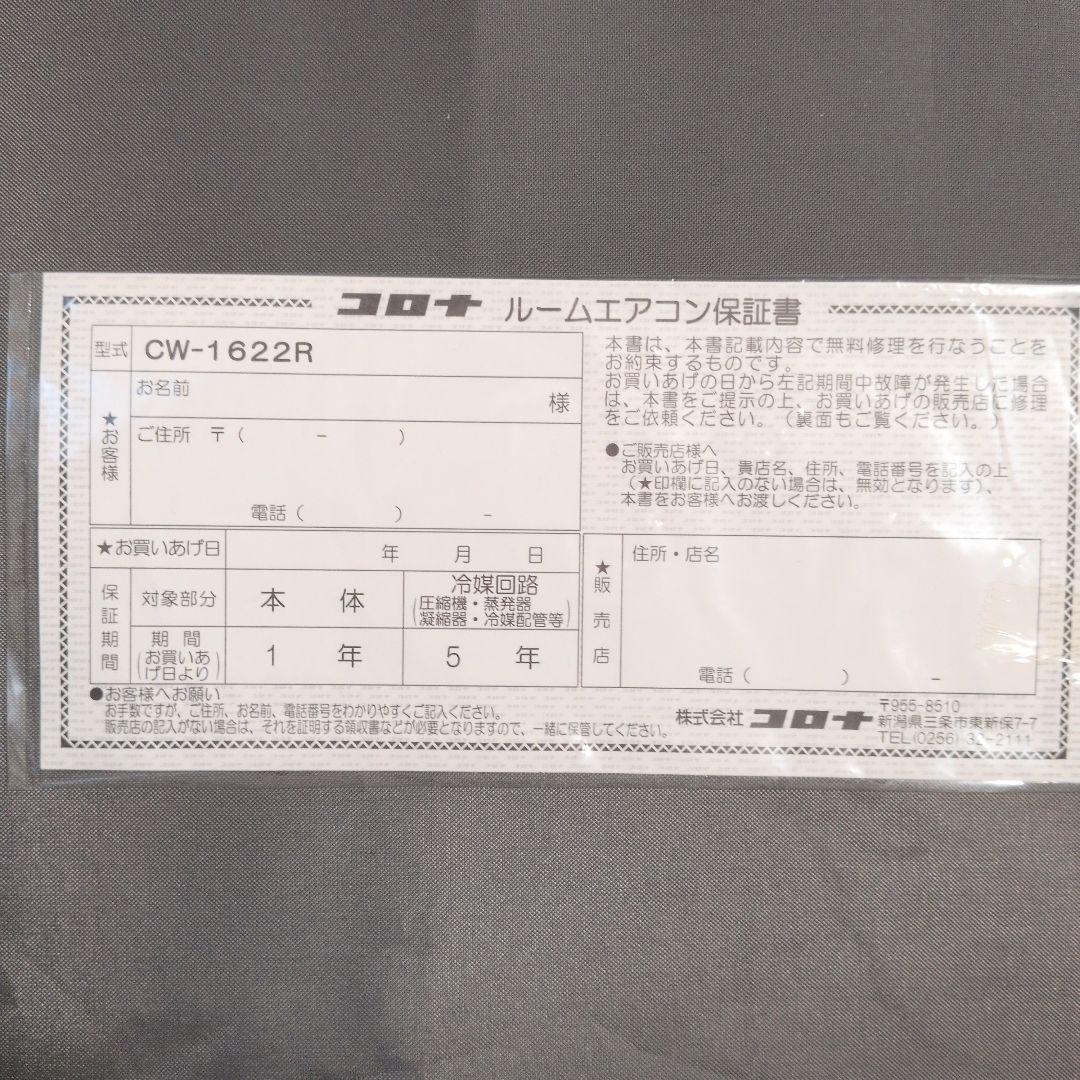 コロナ ルームエアコン保証書
型式 CW-1622R
★お客様
お名前
様
ご住所 〒( - )
電話( ) -
★お買いあげ日 年 月 日
保証期間
対象部分 本体 冷媒回路
(圧縮機・蒸発器
凝縮器・冷媒配管等)
期間
(お買いあ
げ日より)
1 年 5 年
本書は、本書記載内容で無料修理を行なうことを
お約束するものです。
お買いあげの日から左記期間中故障が発生した場合
は、本書をご提示の上、お買いあげの販売店に修理
をご依頼ください。(裏面もご覧ください。)
●ご販売店様へ
お買いあげ日、貴店名、住所、電話番号を記入の上
(★印欄に記入のない場合は、無効となります)、
本書をお客様へお渡しください。
★販売店
住所・店名
電話( ) -
●お客様へお願い
お手数ですが、ご住所、お名前、電話番号をわかりやすくご記入ください。
販売店の記入がない場合は、それを証明する領収書などが必要となりますので、一緒に保管してください。
株式会社 コロナ
〒955-8510
新潟県三条市東新保7-7
TEL(0256) 32-2111